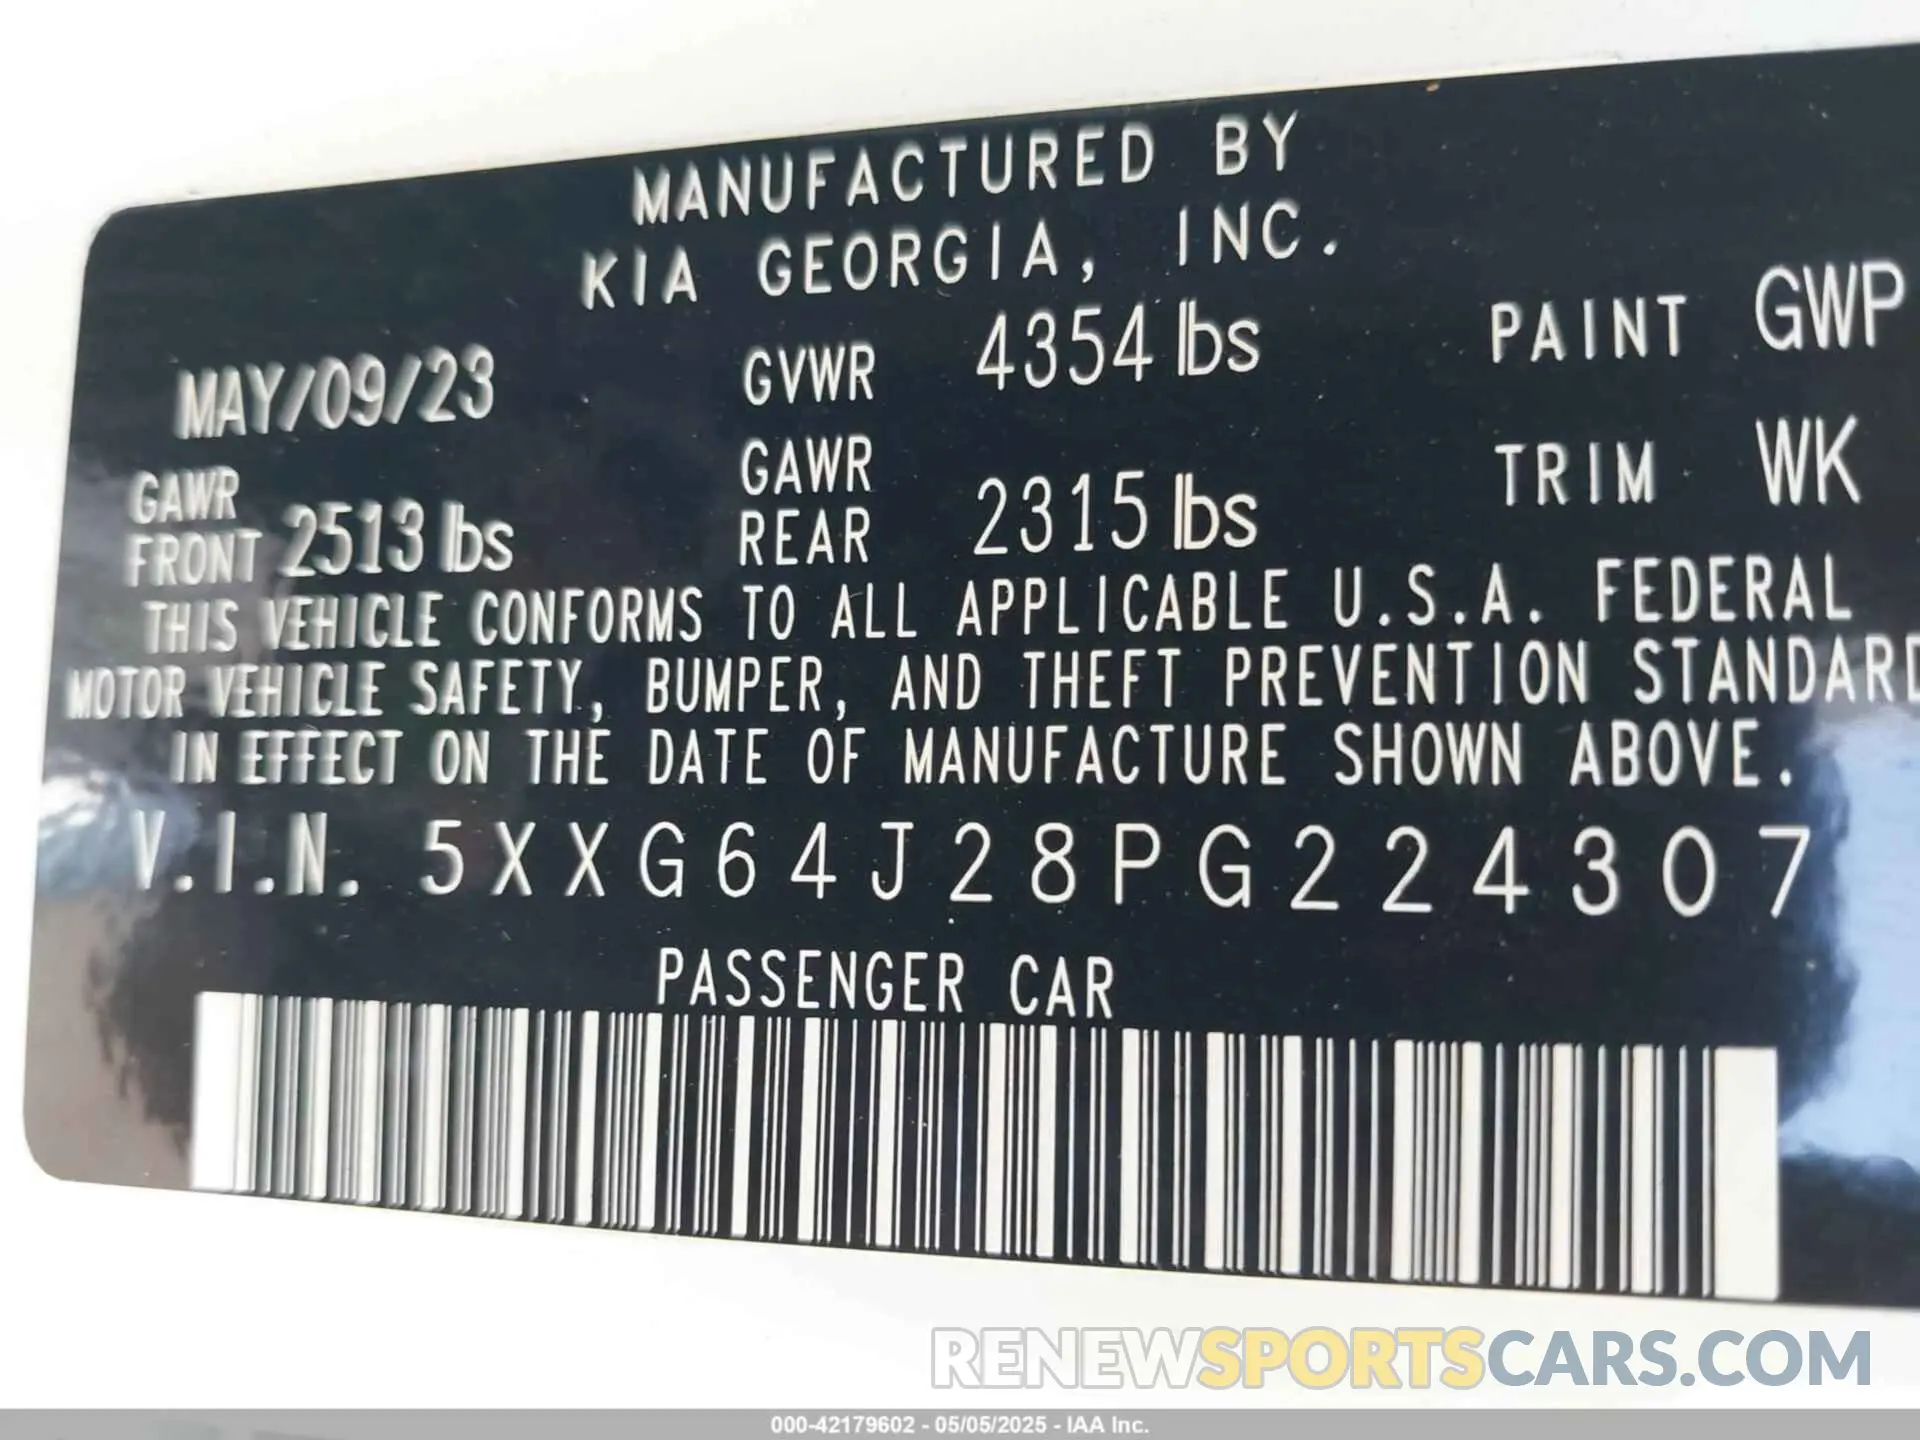 MANUFACTURED BY
KIA GEORGIA, INC.
MAY/09/23 GVWR 4354 lbs PAINT GWP
GAWR FRONT 2513 lbs GAWR REAR 2315 lbs TRIM WK
THIS VEHICLE CONFORMS TO ALL APPLICABLE U.S.A. FEDERAL
MOTOR VEHICLE SAFETY, BUMPER, AND THEFT PREVENTION STANDARD
IN EFFECT ON THE DATE OF MANUFACTURE SHOWN ABOVE.
V.I.N. 5XXG64J28PG224307
PASSENGER CAR
RENEWSPORTSCARS.COM
000-42179602 - 05/05/2025 - IAA Inc.